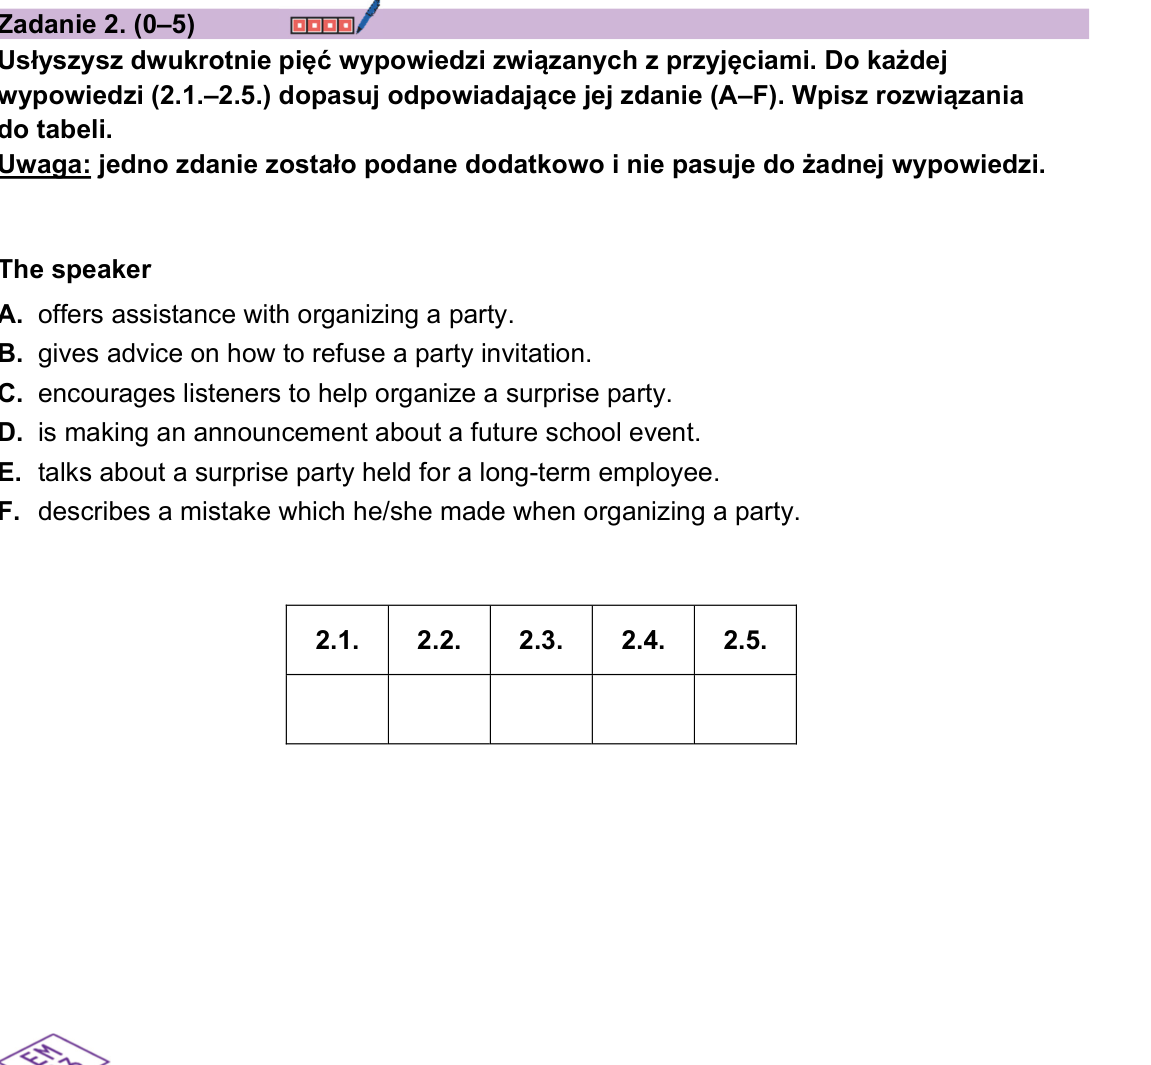 Zadanie 2. (0–5)
Usłyszysz dwukrotnie pięć wypowiedzi związanych z przyjęciami. Do każdej
wypowiedzi (2.1.–2.5.) dopasuj odpowiadające jej zdanie (A–F). Wpisz rozwiązania
do tabeli.
Uwaga: jedno zdanie zostało podane dodatkowo i nie pasuje do żadnej wypowiedzi.
The speaker
A. offers assistance with organizing a party.
B. gives advice on how to refuse a party invitation.
C. encourages listeners to help organize a surprise party.
D. is making an announcement about a future school event.
E. talks about a surprise party held for a long-term employee.
F. describes a mistake which he/she made when organizing a party.
2.1. 2.2. 2.3. 2.4. 2.5.
EM